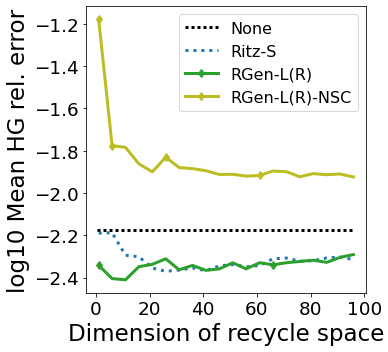 log10 Mean HG rel. error
−1.2
−1.4
−1.6
−1.8
−2.0
−2.2
−2.4
None
Ritz-S
RGen-L(R)
RGen-L(R)-NSC
0 20 40 60 80 100
Dimension of recycle space